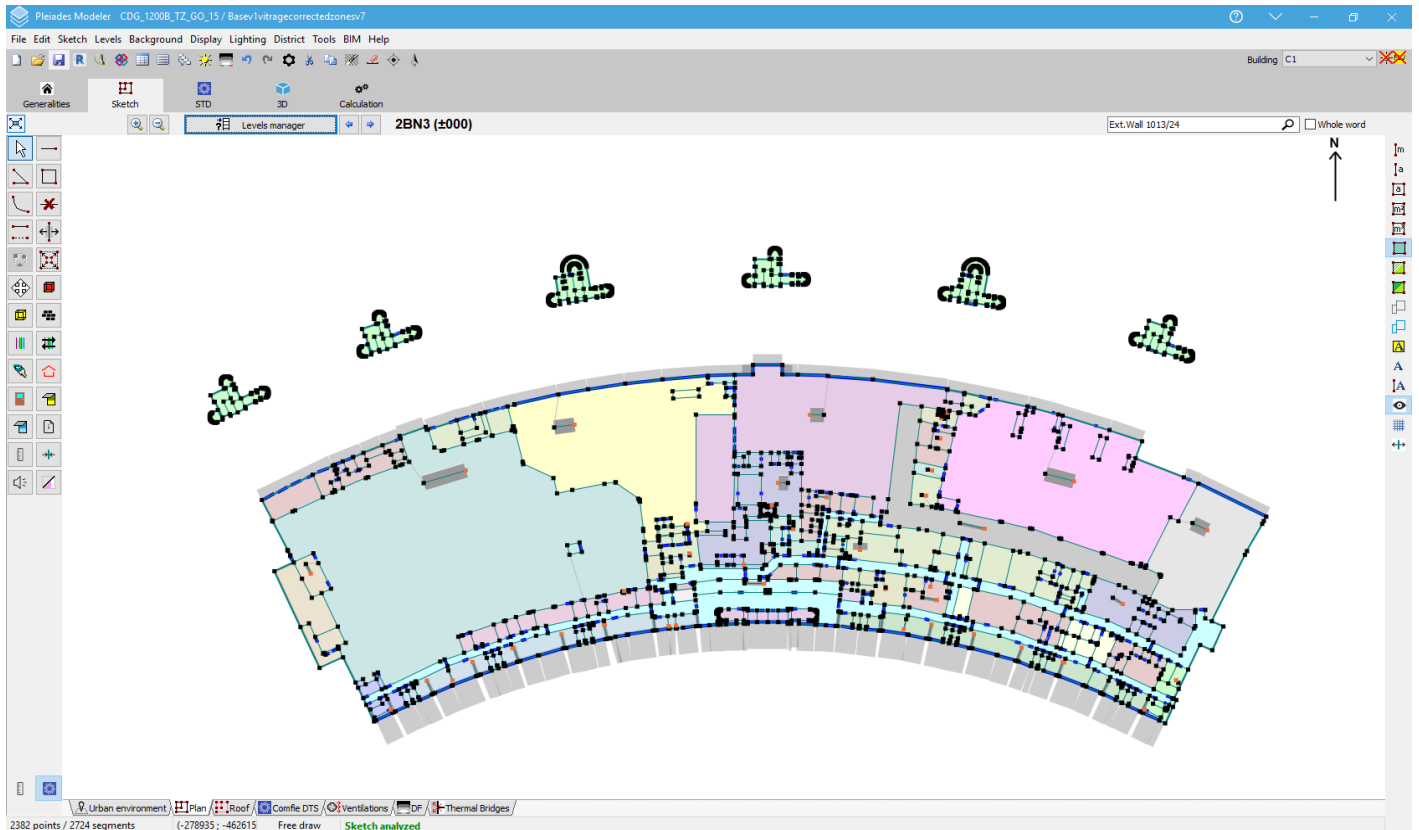 Pleiades Modeler CDG_1200B_TZ_GO_15 / Basev1vitragecorrectedzonesv7
File Edit Sketch Levels Background Display Lighting District Tools BIM Help
R
Building C1
Generalities Sketch STD 3D Calculation
Levels manager 2BN3 (±000) Ext.Wall 1013/24 Whole word
N
m
a
a
m²
m³
A
A
A
Urban environment Plan Roof Comfie DTS Ventilations DF Thermal Bridges
2382 points / 2724 segments (-278935 ; -462615 Free draw Sketch analyzed